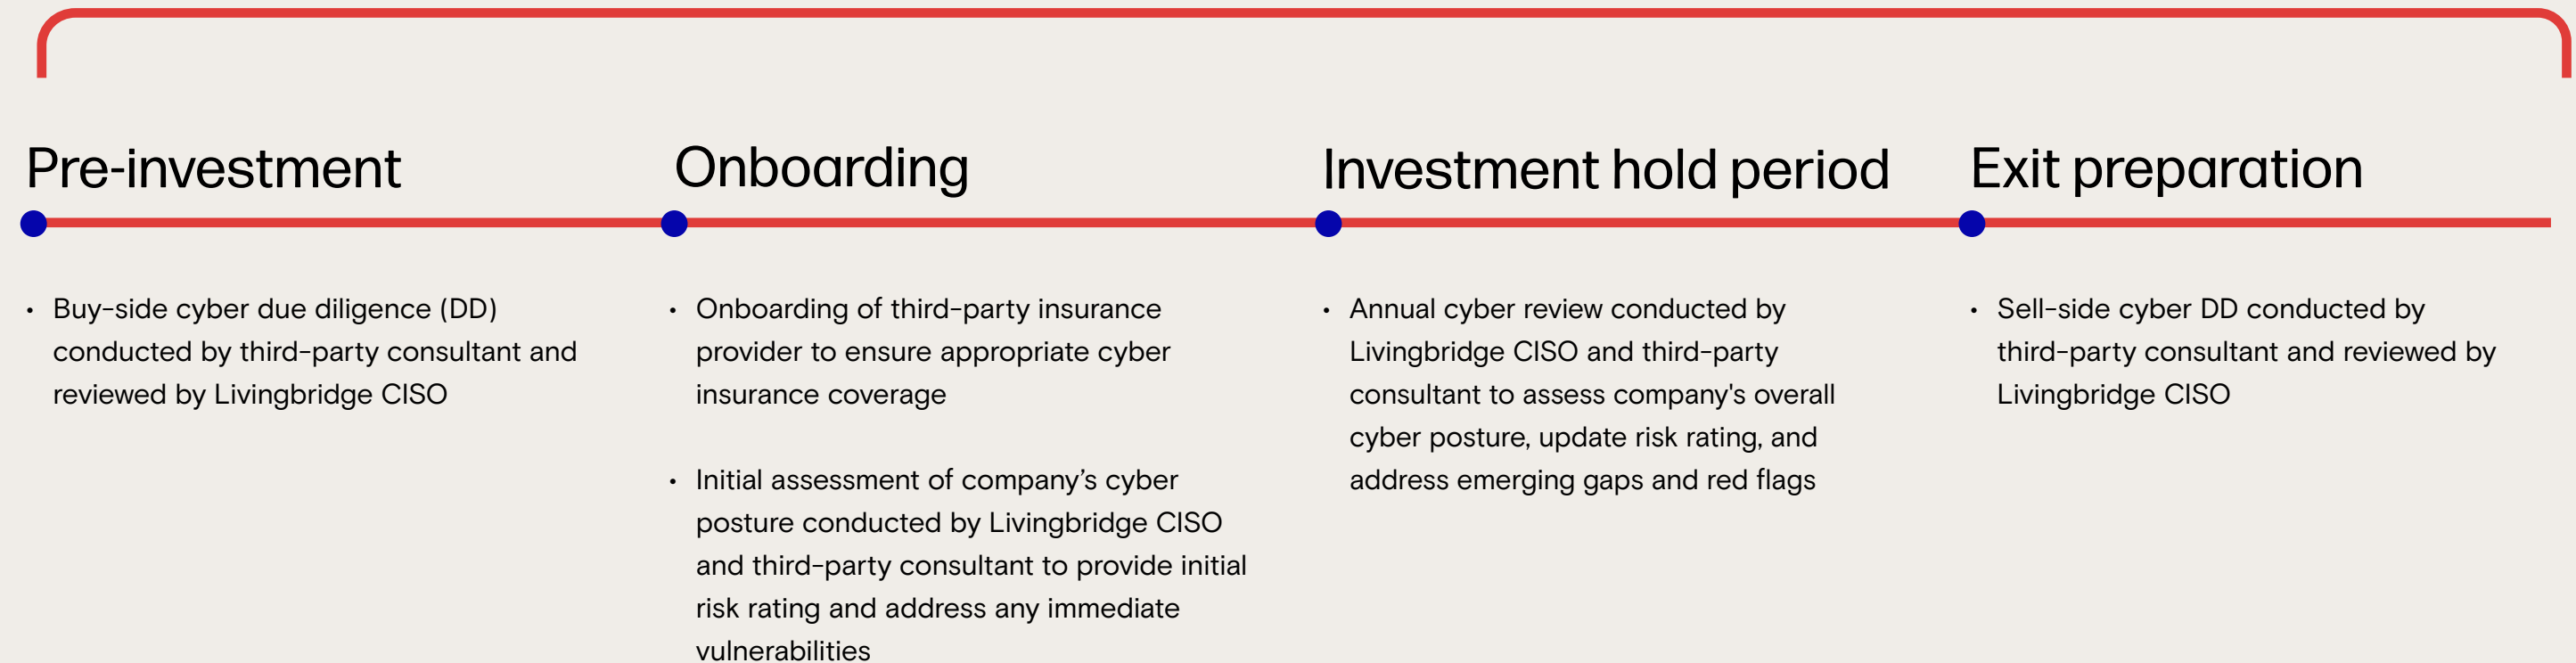 Pre-investment
• Buy-side cyber due diligence (DD)
conducted by third-party consultant and
reviewed by Livingbridge CISO
Onboarding
• Onboarding of third-party insurance
provider to ensure appropriate cyber
insurance coverage
• Initial assessment of company’s cyber
posture conducted by Livingbridge CISO
and third-party consultant to provide initial
risk rating and address any immediate
vulnerabilities
Investment hold period
• Annual cyber review conducted by
Livingbridge CISO and third-party
consultant to assess company's overall
cyber posture, update risk rating, and
address emerging gaps and red flags
Exit preparation
• Sell-side cyber DD conducted by
third-party consultant and reviewed by
Livingbridge CISO